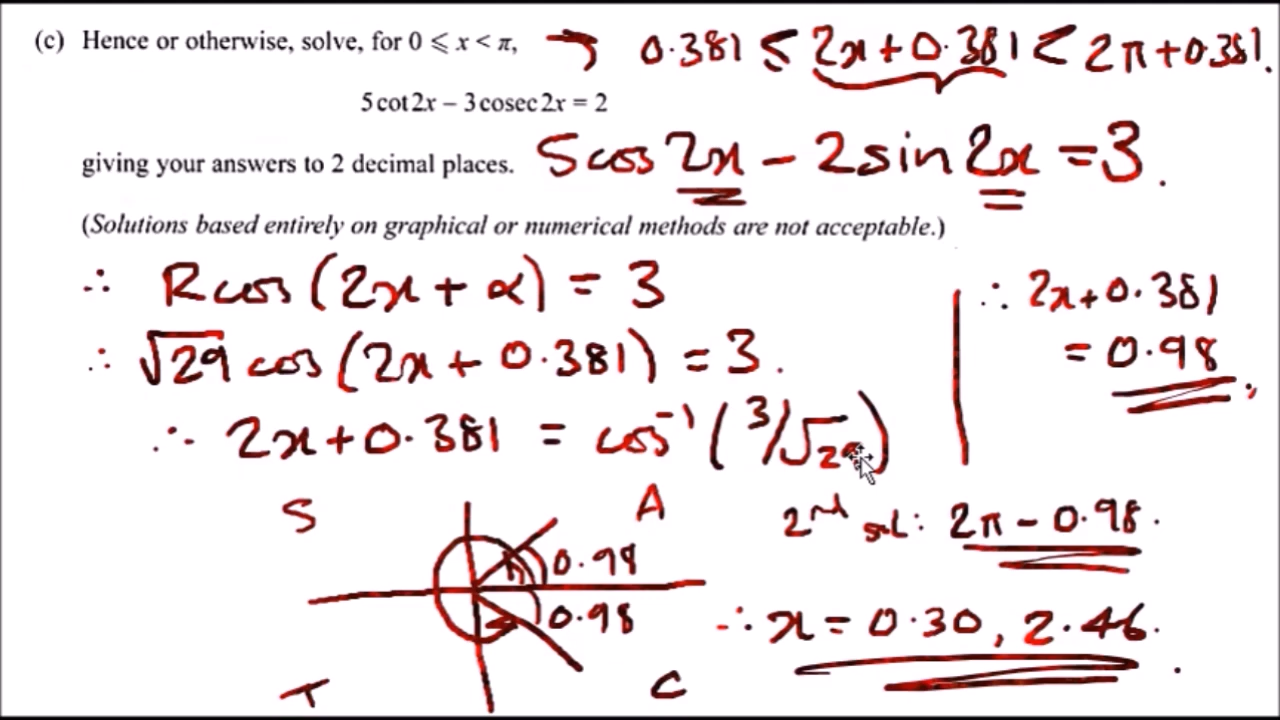 (c) Hence or otherwise, solve, for 0 ⩽ x < π, → 0.381 ≤ 2x + 0.381 < 2π + 0.381.
5 cot 2x – 3 cosec 2x = 2
giving your answers to 2 decimal places. 5cos 2x – 2sin 2x = 3.
(Solutions based entirely on graphical or numerical methods are not acceptable.)
∴ Rcos(2x + α) = 3
∴ √29 cos(2x + 0.381) = 3.
∴ 2x + 0.381 = cos⁻¹(3/√29)
∴ 2x + 0.381
= 0.98,
S A
0.98
0.98
T C
2nd sol: 2π – 0.98.
∴ x = 0.30, 2.46.